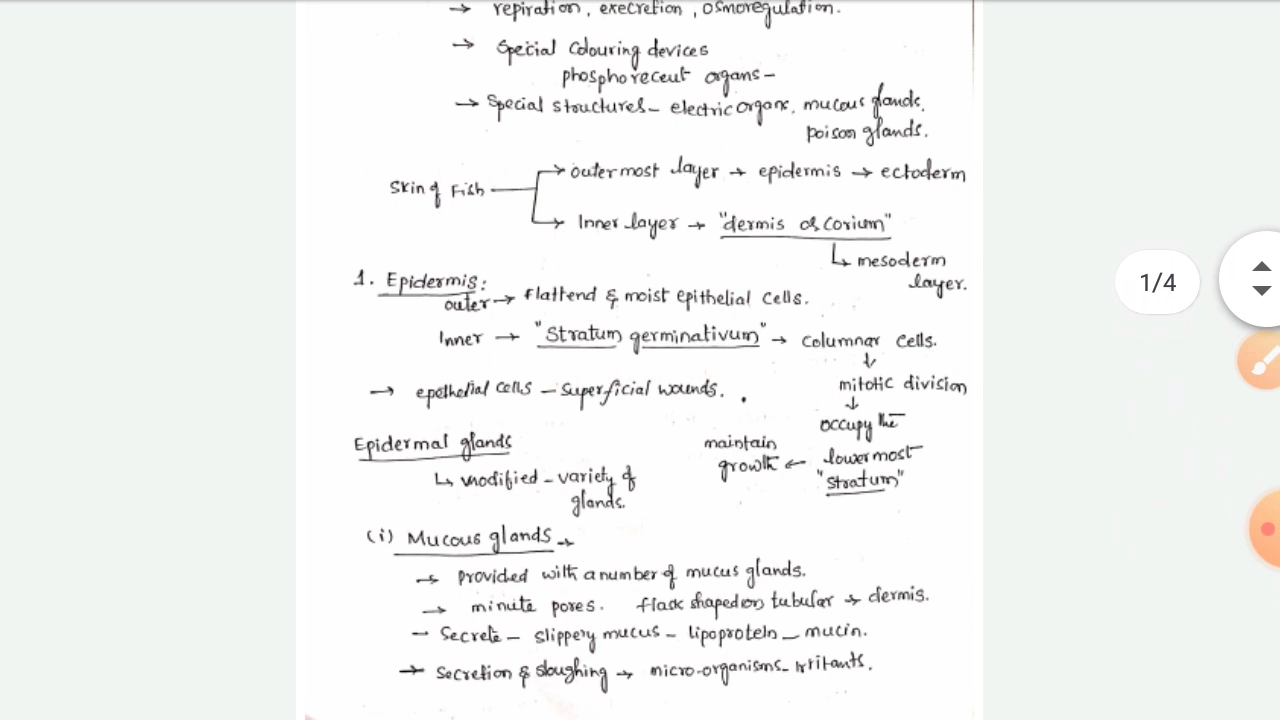 → repiration, execretion, osmoregulation.
→ Special Colouring devices
phosphorecent organs –
→ Special structures – electric organs, mucous glands,
poison glands.
Skin of Fish → outermost layer → epidermis → ectoderm
→ Inner layer → "dermis or Corium"
↳ mesoderm
layer.
1. Epidermis:
outer → flattend & moist epithelial cells.
Inner → "Stratum germinativum" → columnar cells.
↓
mitotic division
→ epethelial cells – Superficial wounds.
↓
occupy the
lowermost
"Stratum"
maintain
growth ←
Epidermal glands
↳ modified – variety of
glands.
(i) Mucous glands →
→ provided with a number of mucus glands.
→ minute pores. flask shaped or tubular → dermis.
– Secrete – slippery mucus – lipoprotein – mucin.
→ Secretion & sloughing → micro-organisms – irritants.
1/4